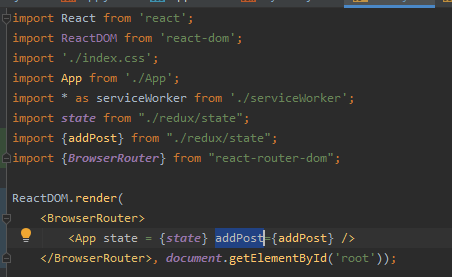 import React from 'react';
import ReactDOM from 'react-dom';
import './index.css';
import App from './App';
import * as serviceWorker from './serviceWorker';
import state from "./redux/state";
import {addPost} from "./redux/state";
import {BrowserRouter} from "react-router-dom";
ReactDOM.render(
<BrowserRouter>
<App state = {state} addPost={addPost} />
</BrowserRouter>, document.getElementById('root'));